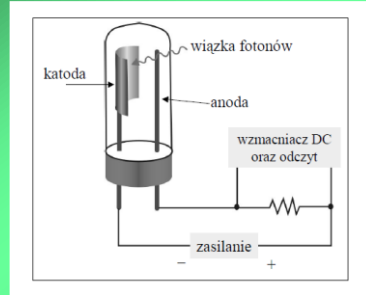 wiązka fotonów
katoda
anoda
wzmacniacz DC
oraz odczyt
zasilanie
− +